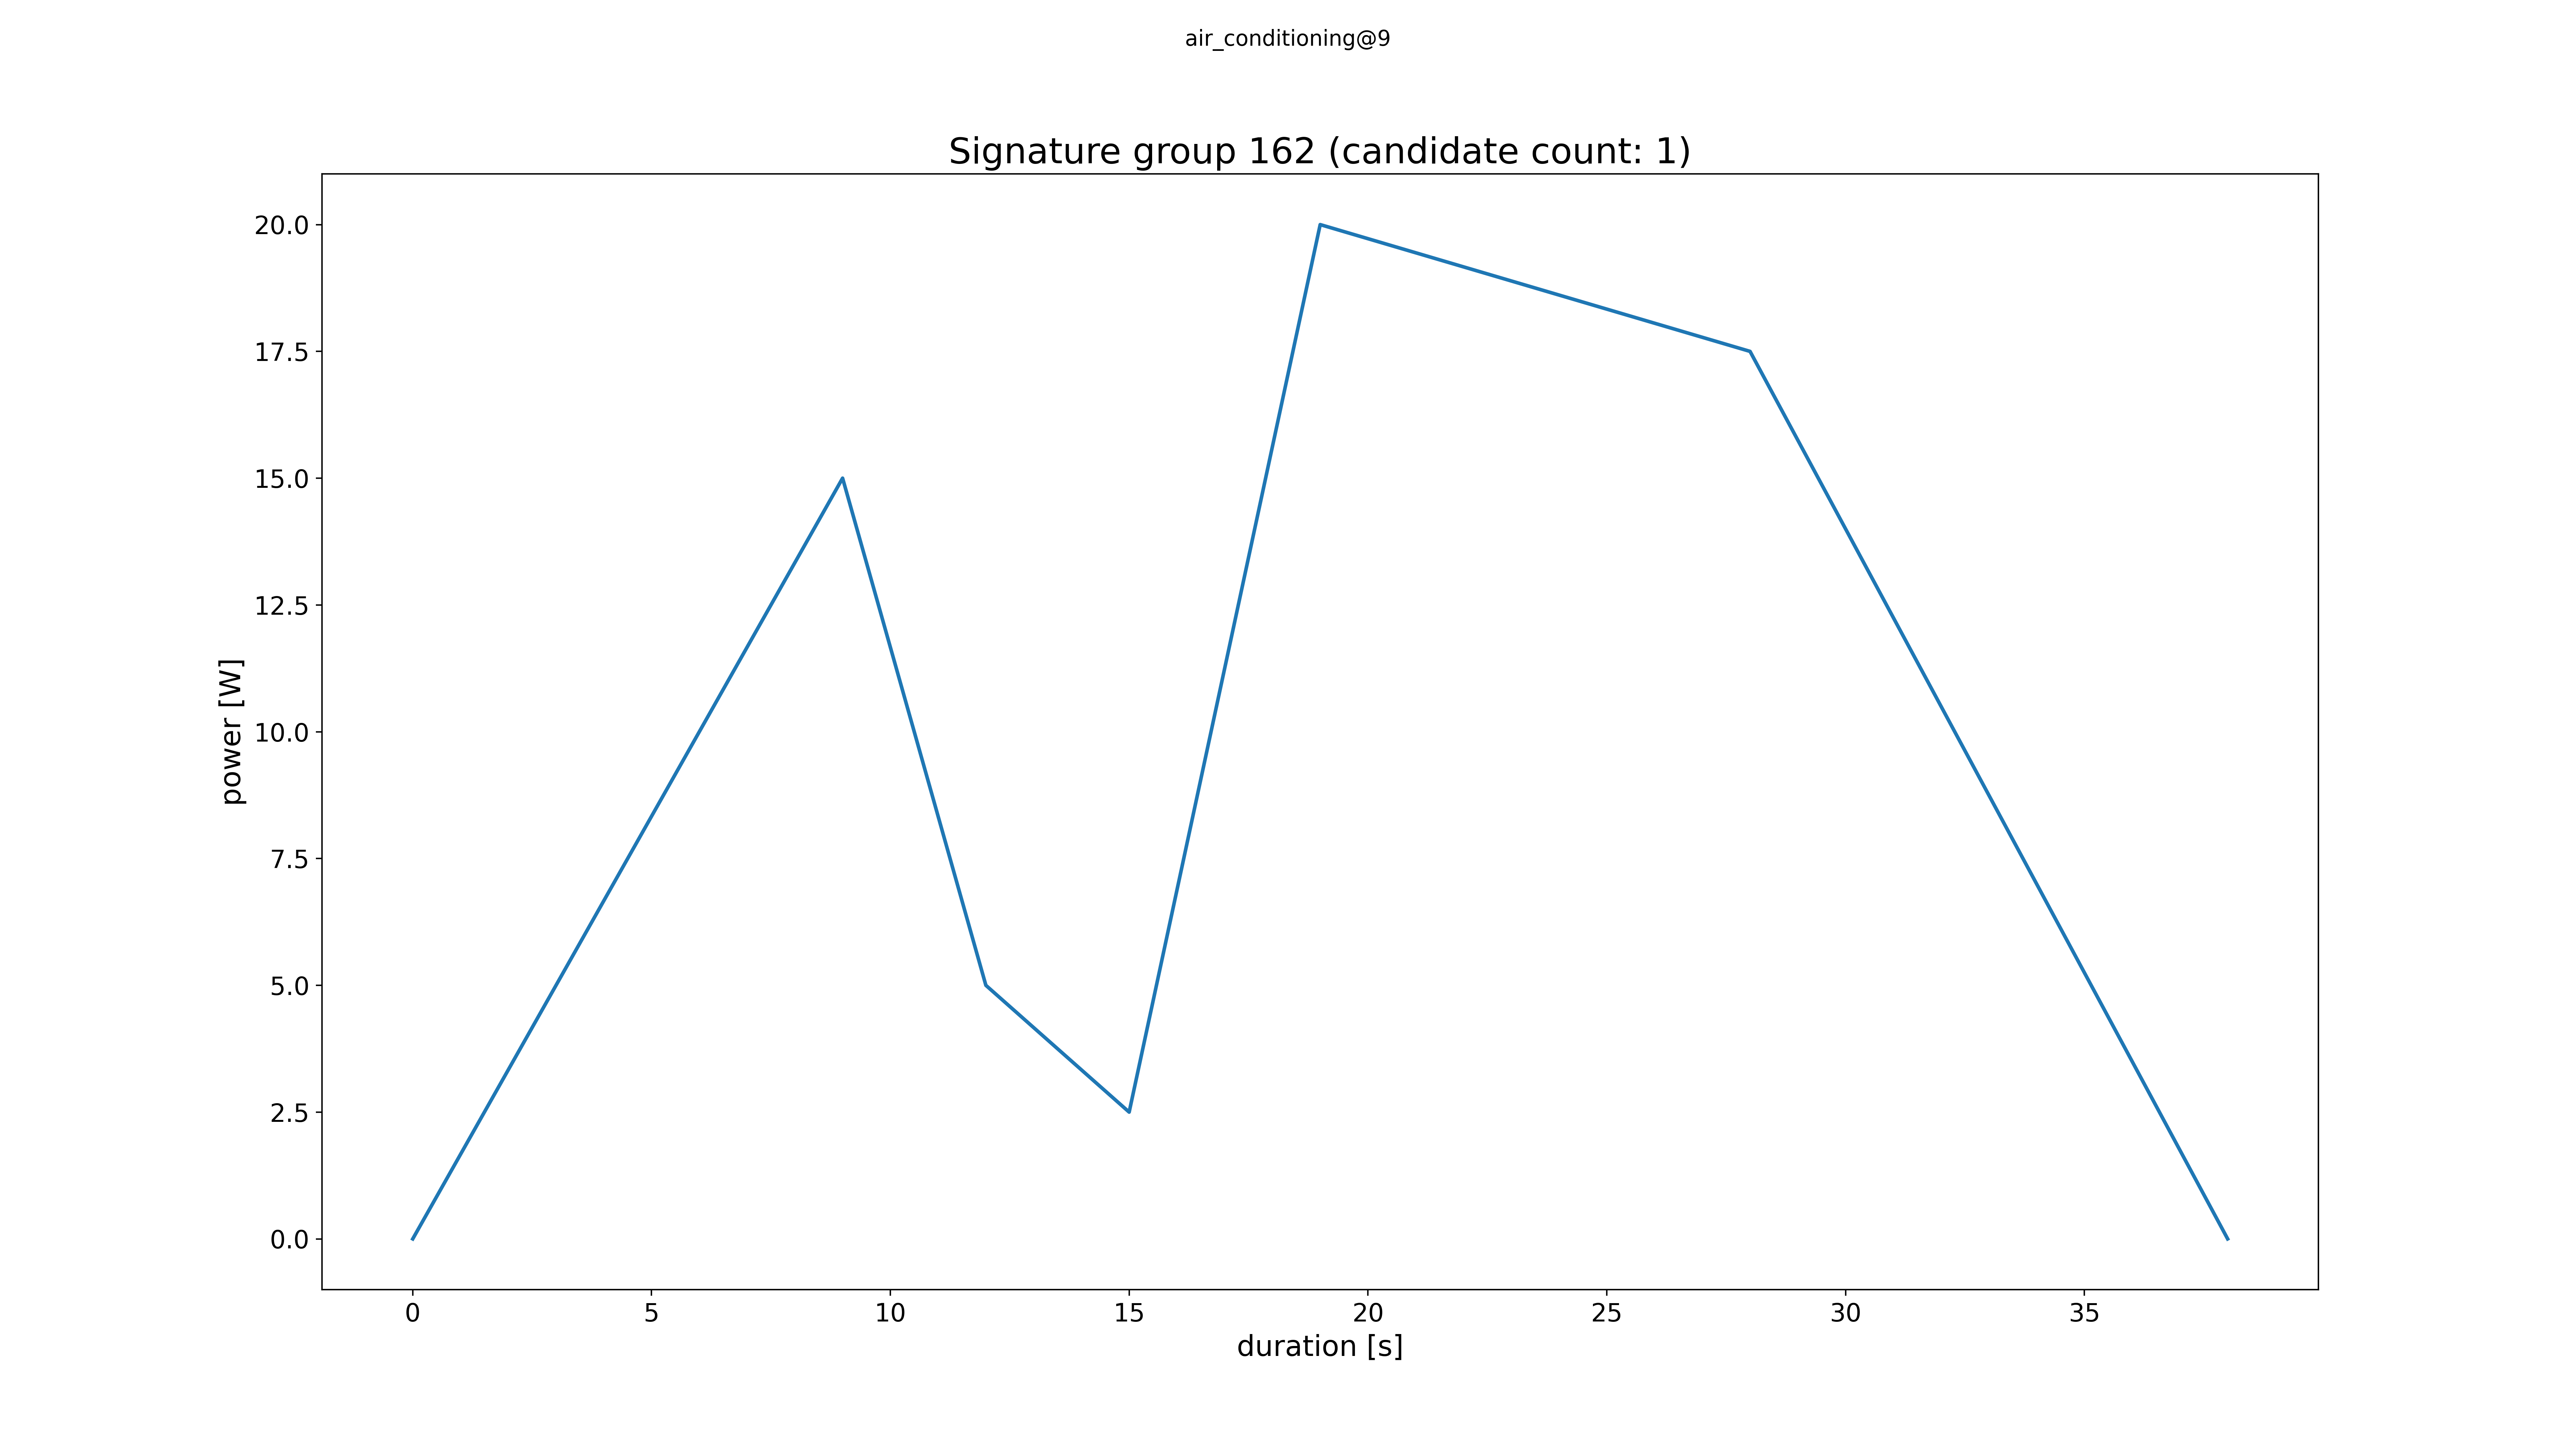 air_conditioning@9
Signature group 162 (candidate count: 1)
20.0
17.5
15.0
12.5
10.0
7.5
5.0
2.5
0.0
power [W]
0 5 10 15 20 25 30 35
duration [s]